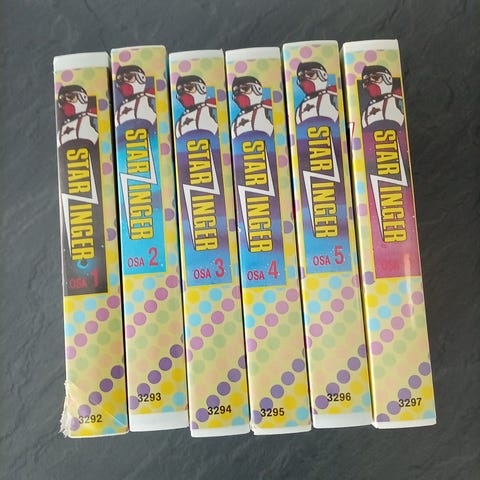 STARZINGER
OSA 1
3292
STARZINGER
OSA 2
3293
STARZINGER
OSA 3
3294
STARZINGER
OSA 4
3295
STARZINGER
OSA 5
3296
STARZINGER
OSA
3297